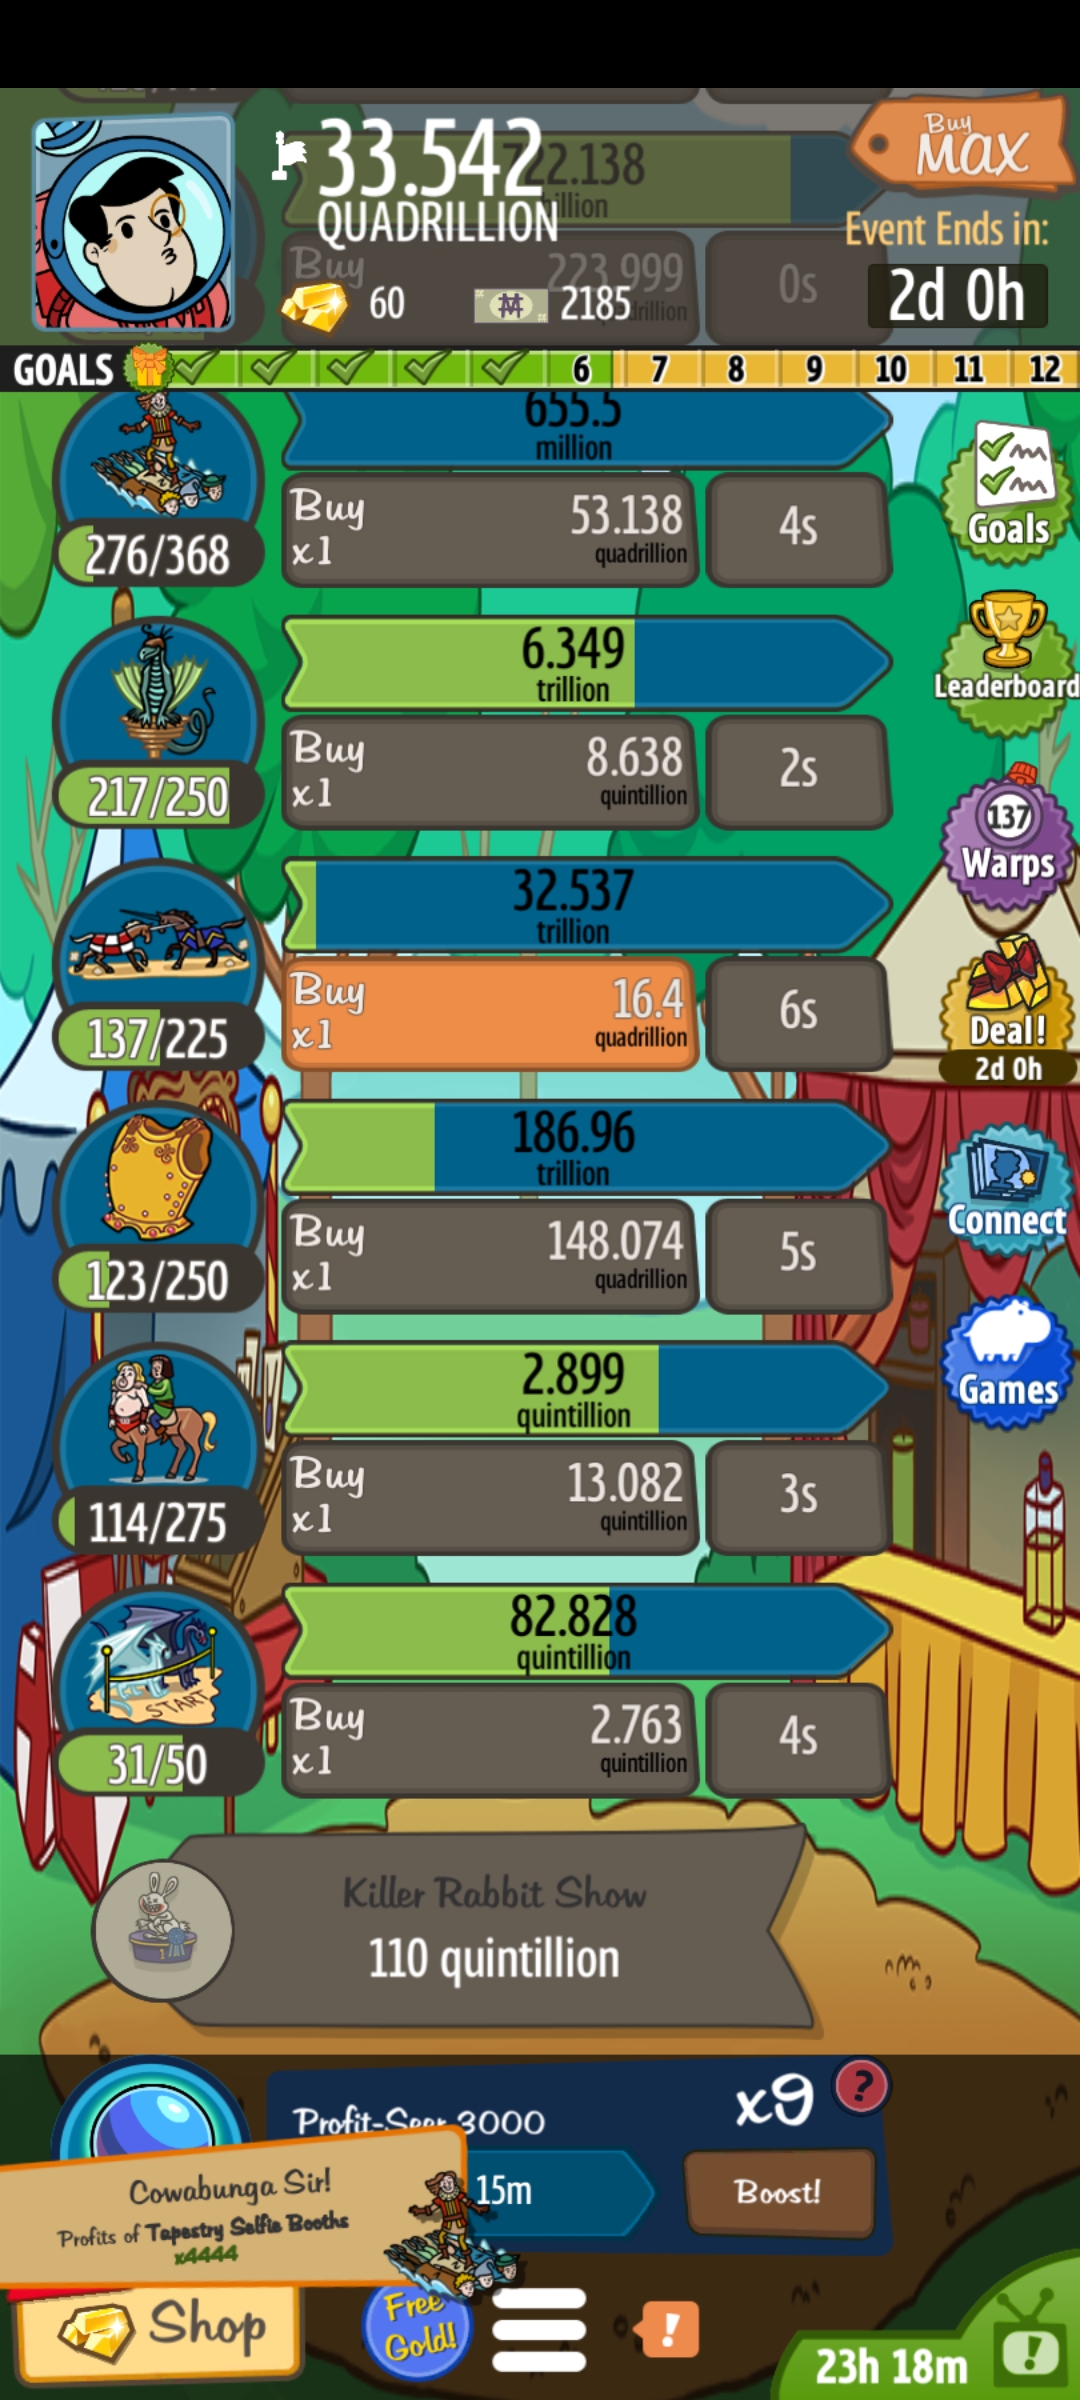 33.542
QUADRILLION
722.138
Buy
MAX
Event Ends in:
2d 0h
Buy
223.999
0s
60
2185
GOALS 6 7 8 9 10 11 12
655.5
million
276/368
Buy
x1
53.138
quadrillion
4s
Goals
217/250
6.349
trillion
Buy
x1
8.638
quintillion
2s
Leaderboard
137
Warps
137/225
32.537
trillion
Buy
x1
16.4
quadrillion
6s
Deal!
2d 0h
123/250
186.96
trillion
Buy
x1
148.074
quadrillion
5s
Connect
114/275
2.899
quintillion
Buy
x1
13.082
quintillion
3s
Games
START
31/50
82.828
quintillion
Buy
x1
2.763
quintillion
4s
Killer Rabbit Show
110 quintillion
1
Profit-Seer 3000
x9
?
15m
Boost!
Cowabunga Sir!
Profits of Tapestry Selfie Booths
x4444
Shop
Free
Gold!
!
23h 18m
!